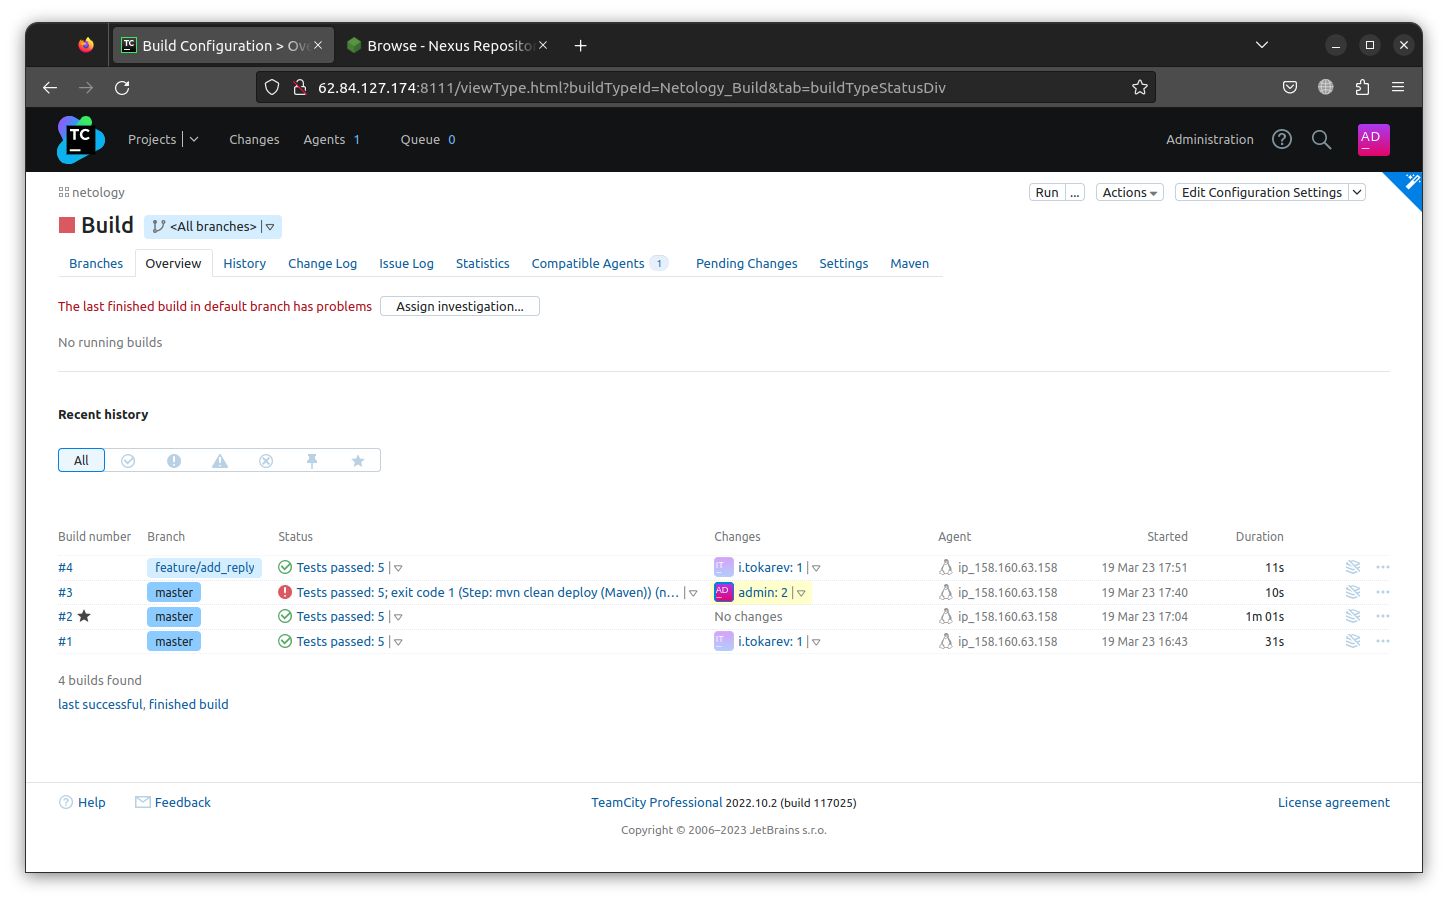 Build Configuration > Ov
Browse - Nexus Reposito
62.84.127.174:8111/viewType.html?buildTypeId=Netology_Build&tab=buildTypeStatusDiv
TC
Projects
Changes
Agents 1
Queue 0
Administration
AD
netology
Run ...
Actions
Edit Configuration Settings
Build
<All branches>
Branches
Overview
History
Change Log
Issue Log
Statistics
Compatible Agents 1
Pending Changes
Settings
Maven
The last finished build in default branch has problems
Assign investigation...
No running builds
Recent history
All
Build number Branch Status Changes Agent Started Duration
#4 feature/add_reply Tests passed: 5 IT i.tokarev: 1 ip_158.160.63.158 19 Mar 23 17:51 11s
#3 master Tests passed: 5; exit code 1 (Step: mvn clean deploy (Maven)) (n... AD admin: 2 ip_158.160.63.158 19 Mar 23 17:40 10s
#2 master Tests passed: 5 No changes ip_158.160.63.158 19 Mar 23 17:04 1m 01s
#1 master Tests passed: 5 IT i.tokarev: 1 ip_158.160.63.158 19 Mar 23 16:43 31s
4 builds found
last successful, finished build
Help
Feedback
TeamCity Professional 2022.10.2 (build 117025)
License agreement
Copyright © 2006–2023 JetBrains s.r.o.